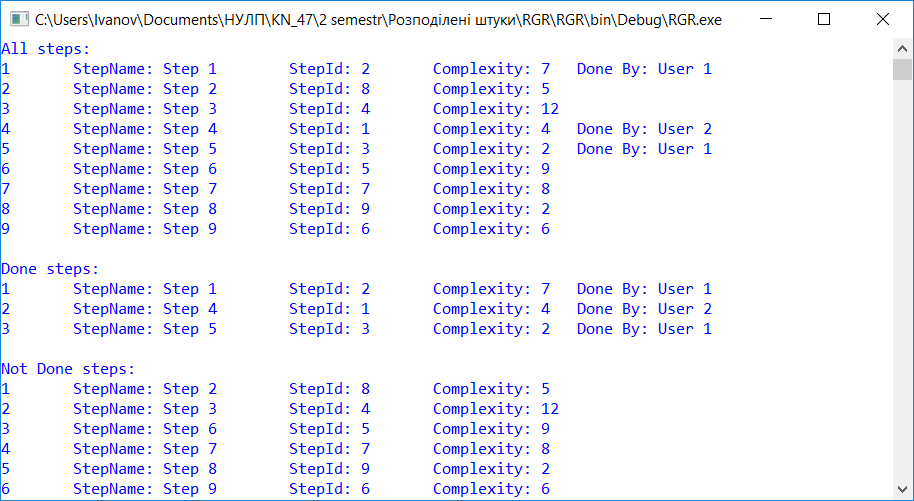 C:\Users\Ivanov\Documents\НУЛП\KN_47\2 semestr\Розподілені штуки\RGR\RGR\bin\Debug\RGR.exe
All steps:
1 StepName: Step 1 StepId: 2 Complexity: 7 Done By: User 1
2 StepName: Step 2 StepId: 8 Complexity: 5
3 StepName: Step 3 StepId: 4 Complexity: 12
4 StepName: Step 4 StepId: 1 Complexity: 4 Done By: User 2
5 StepName: Step 5 StepId: 3 Complexity: 2 Done By: User 1
6 StepName: Step 6 StepId: 5 Complexity: 9
7 StepName: Step 7 StepId: 7 Complexity: 8
8 StepName: Step 8 StepId: 9 Complexity: 2
9 StepName: Step 9 StepId: 6 Complexity: 6
Done steps:
1 StepName: Step 1 StepId: 2 Complexity: 7 Done By: User 1
2 StepName: Step 4 StepId: 1 Complexity: 4 Done By: User 2
3 StepName: Step 5 StepId: 3 Complexity: 2 Done By: User 1
Not Done steps:
1 StepName: Step 2 StepId: 8 Complexity: 5
2 StepName: Step 3 StepId: 4 Complexity: 12
3 StepName: Step 6 StepId: 5 Complexity: 9
4 StepName: Step 7 StepId: 7 Complexity: 8
5 StepName: Step 8 StepId: 9 Complexity: 2
6 StepName: Step 9 StepId: 6 Complexity: 6